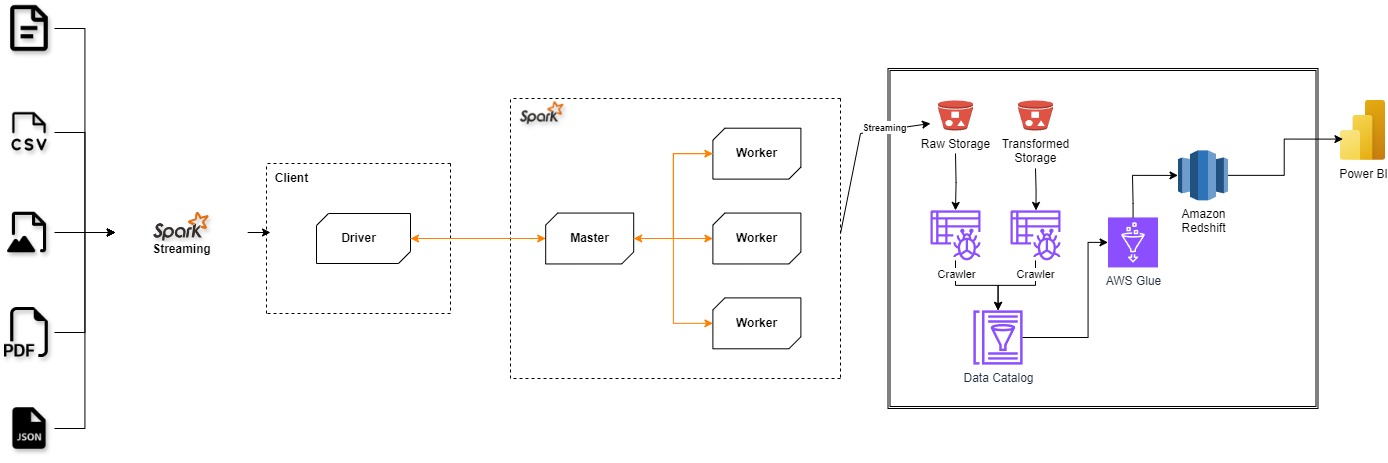 CSV
PDF
JSON
Spark
Streaming
Client
Driver
Spark
Master
Worker
Worker
Worker
Streaming
Raw Storage
Transformed
Storage
Crawler
Crawler
Data Catalog
AWS Glue
Amazon
Redshift
Power BI